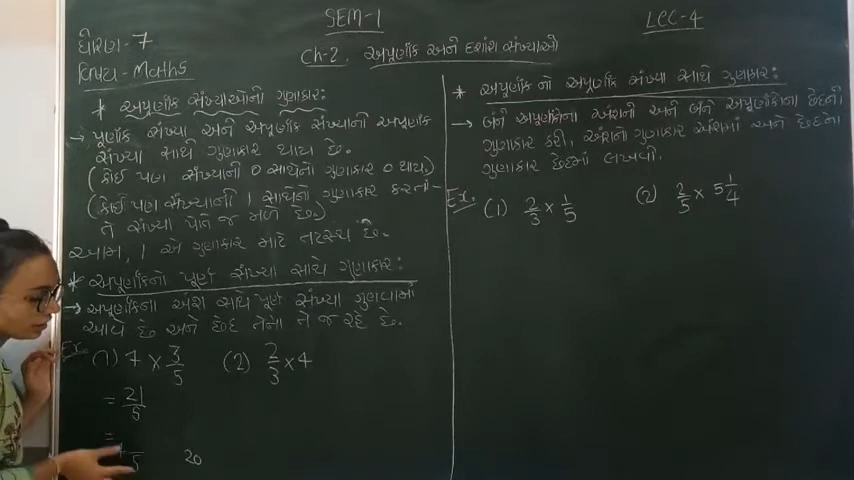 SEM-1
LEC-4
ધોરણ-7
વિષય - Maths
Ch-2. અપૂર્ણાંક અને દશાંશ સંખ્યાઓ
* અપૂર્ણાંક સંખ્યાઓનો ગુણાકાર:
→ પૂર્ણાંક સંખ્યા અને અપૂર્ણાંક સંખ્યાની અપૂર્ણાંક
સંખ્યા સાથે ગુણાકાર થાય છે.
(કોઈ પણ સંખ્યાની 0 સાથેનો ગુણાકાર 0 થાય.)
(કોઈ પણ સંખ્યાની 1 સાથેનો ગુણાકાર કરતા
તે સંખ્યા પોતે જ મળે છે.)
આમ, 1 એ ગુણાકાર માટે તટસ્થ છે.
* અપૂર્ણાંકનો પૂર્ણ સંખ્યા સાથે ગુણાકાર:
→ અપૂર્ણાંકના અંશ સાથે પૂર્ણ સંખ્યા ગુણવામાં
આવે છે અને છેદ તેનો તે જ રહે છે.
Ex. (1) 7 × 3/5 (2) 2/3 × 4
= 21/5
= 5 20
* અપૂર્ણાંક નો અપૂર્ણાંક સંખ્યા સાથે ગુણાકાર:
→ બંને અપૂર્ણાંકોના અંશની અને બંને અપૂર્ણાંકોના છેદની
ગુણાકાર કરી, અંશનો ગુણાકાર અંશમાં અને છેદનો
ગુણાકાર છેદમાં લખવો.
Ex. (1) 2/3 × 1/5 (2) 2/5 × 5 1/4